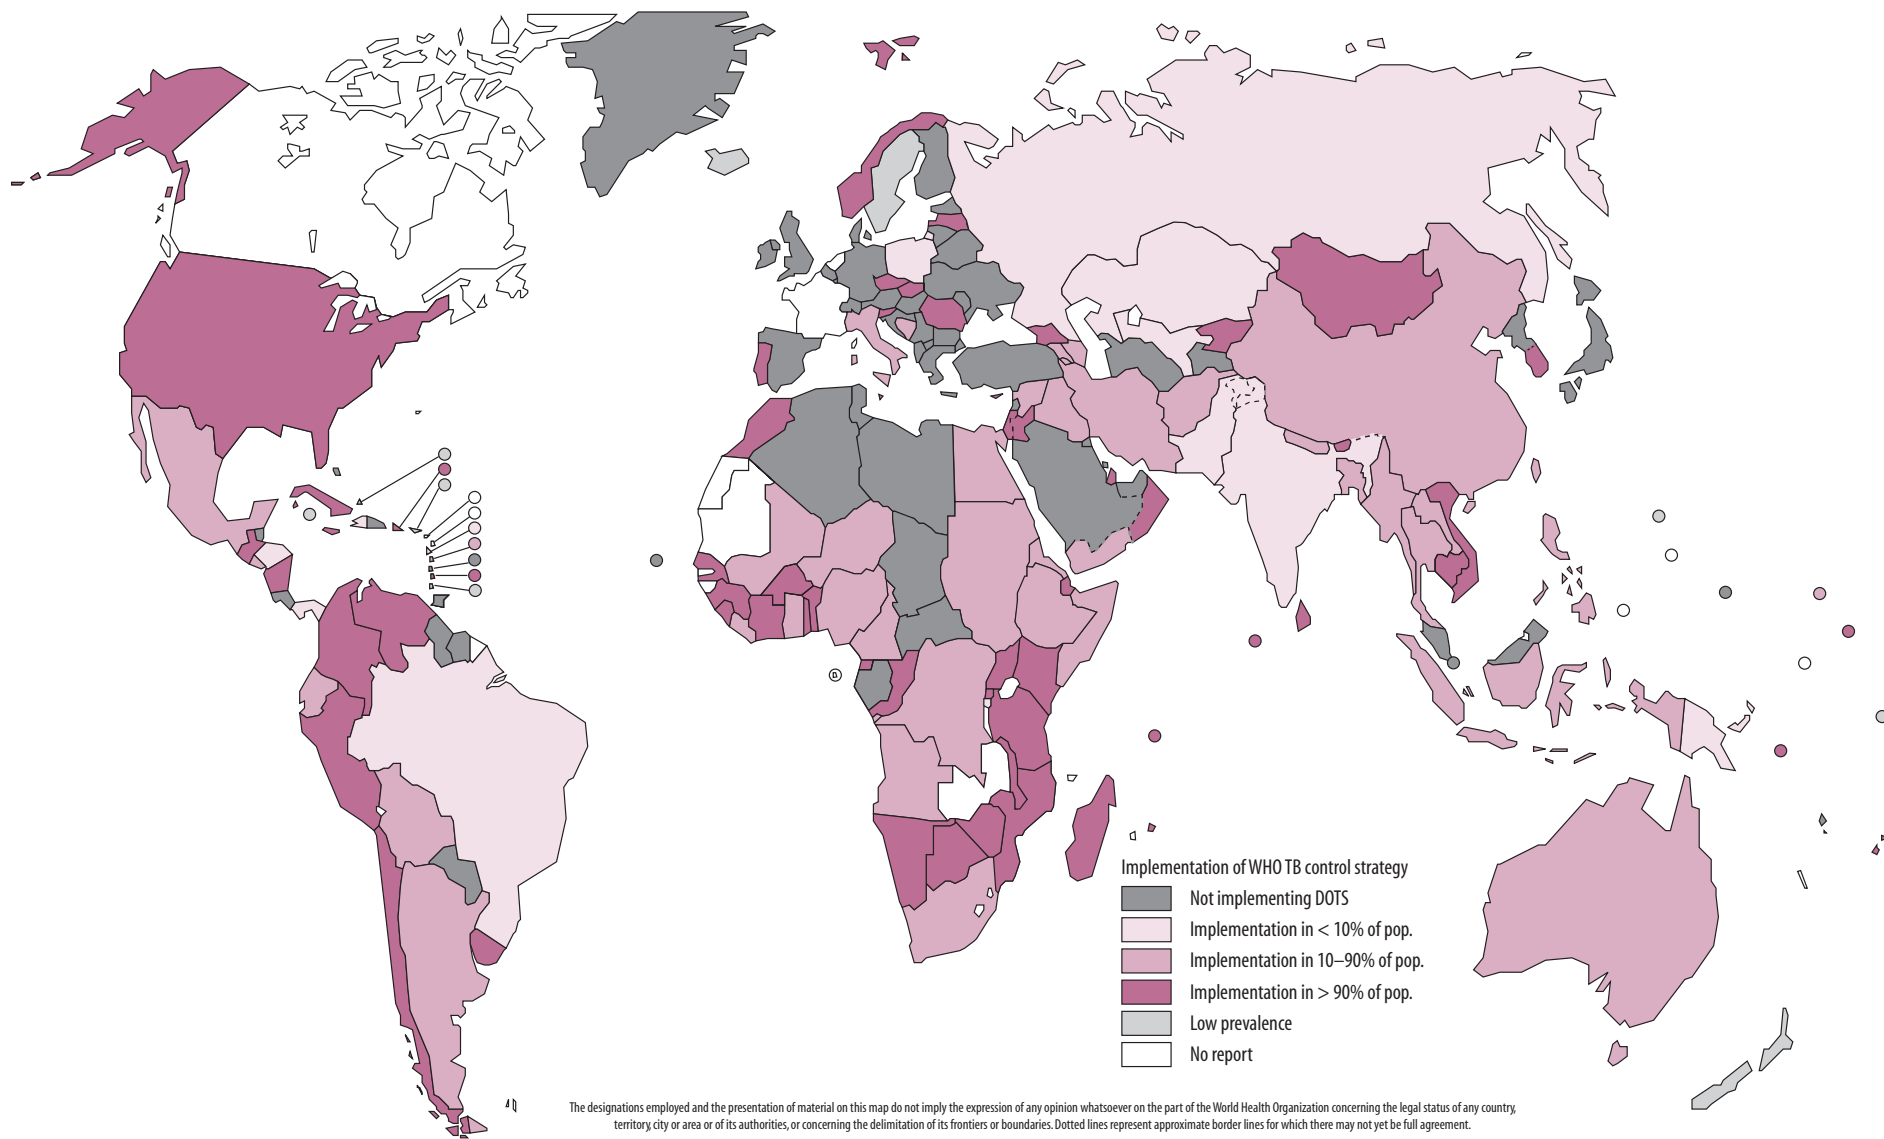 Implementation of WHO TB control strategy
Not implementing DOTS
Implementation in < 10% of pop.
Implementation in 10–90% of pop.
Implementation in > 90% of pop.
Low prevalence
No report
The designations employed and the presentation of material on this map do not imply the expression of any opinion whatsoever on the part of the World Health Organization concerning the legal status of any country,
territory, city or area or of its authorities, or concerning the delimitation of its frontiers or boundaries. Dotted lines represent approximate border lines for which there may not yet be full agreement.